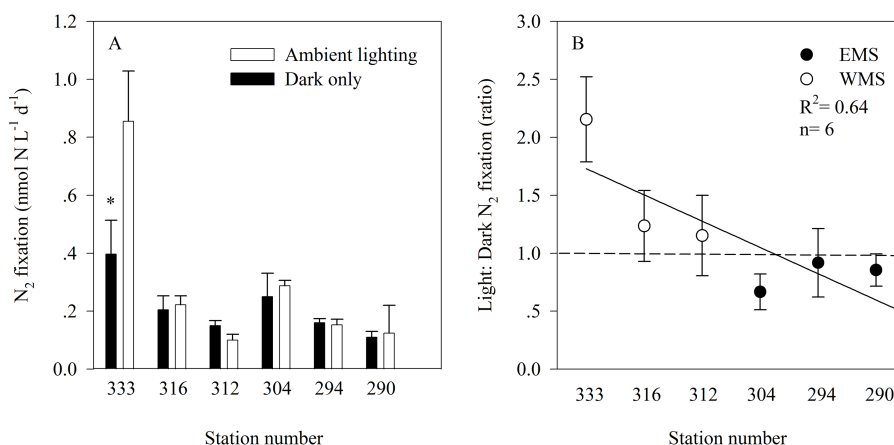 A
Ambient lighting
Dark only
N₂ fixation (nmol N L⁻¹ d⁻¹)
1.2
1.0
.8
.6
.4
.2
0.0
*
333 316 312 304 294 290
Station number
B
EMS
WMS
R²= 0.64
n= 6
Light: Dark N₂ fixation (ratio)
3.0
2.5
2.0
1.5
1.0
.5
0.0
333 316 312 304 294 290
Station number